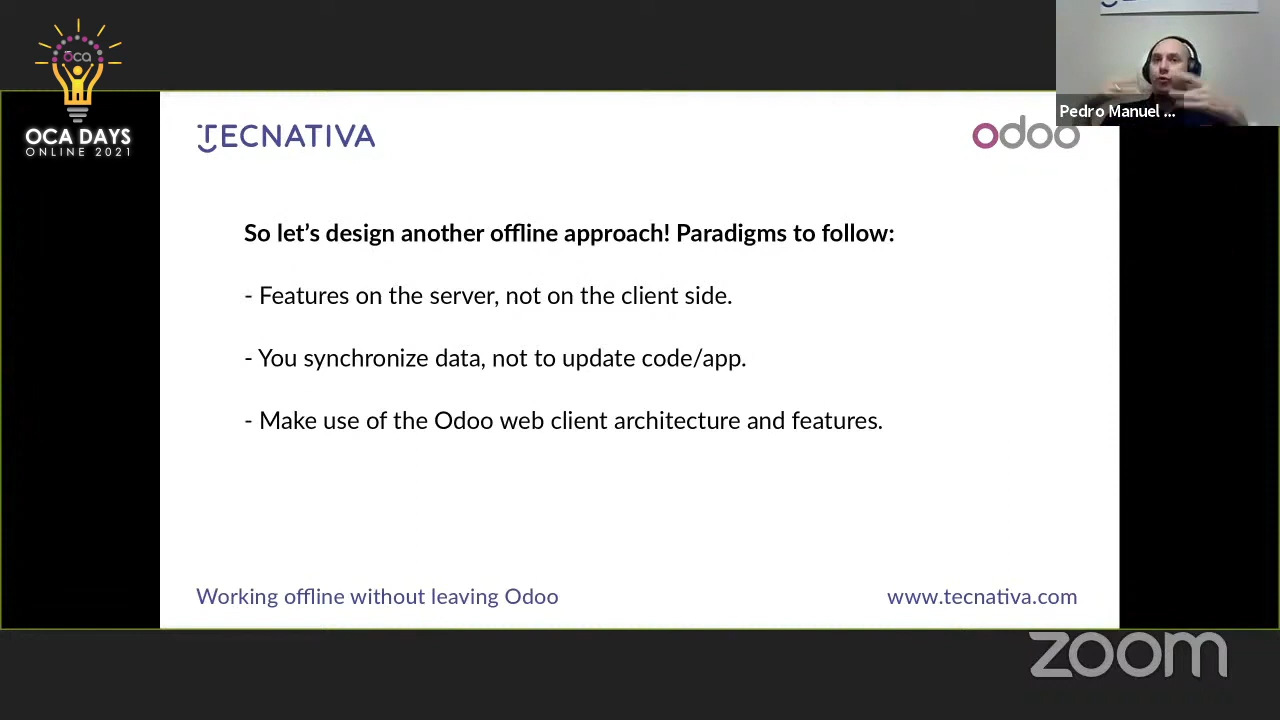 oca
OCA DAYS
ONLINE 2021
Pedro Manuel ...
TECNATIVA
odoo
So let's design another offline approach! Paradigms to follow:
- Features on the server, not on the client side.
- You synchronize data, not to update code/app.
- Make use of the Odoo web client architecture and features.
Working offline without leaving Odoo
www.tecnativa.com
zoom